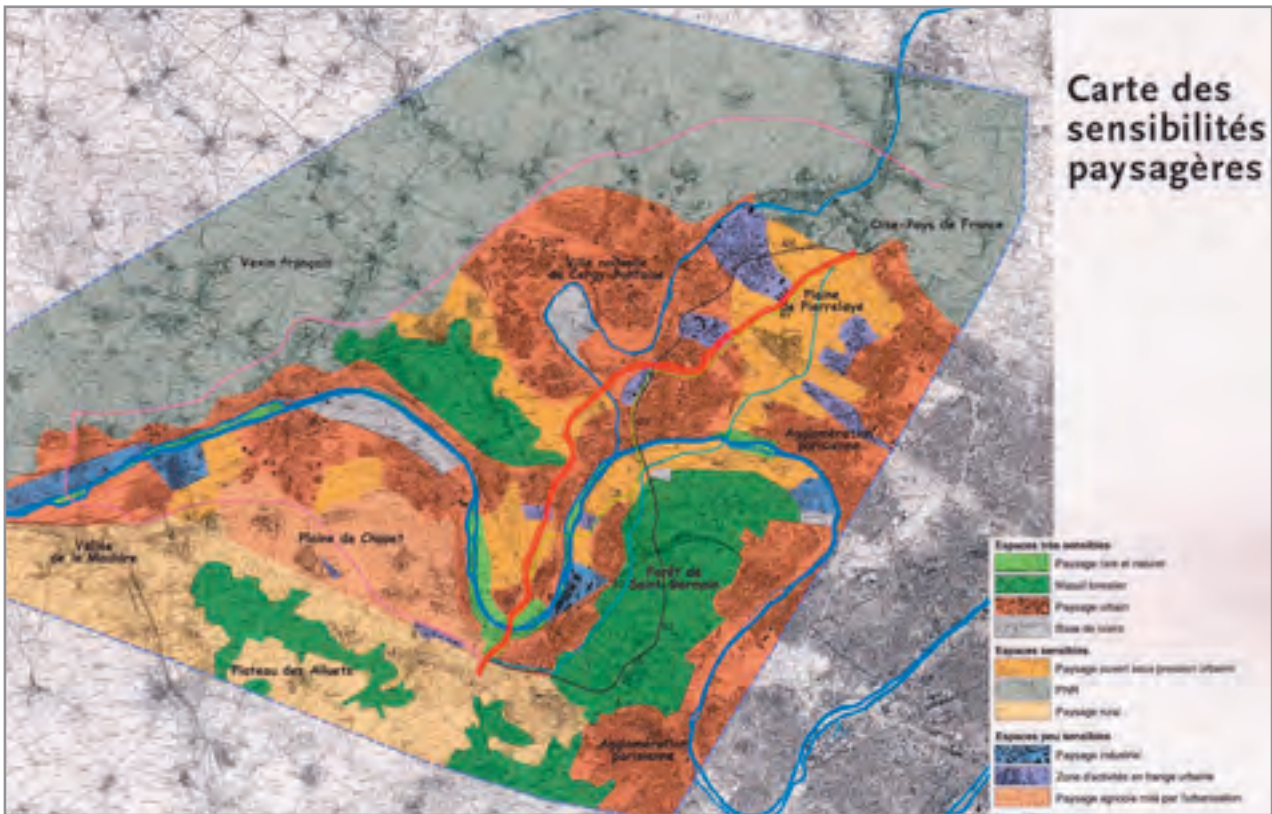 Carte des
sensibilités
paysagères
Vexin français
Ville nouvelle
de Cergy-Pontoise
Oise-Pays de France
Plaine
de Pierrelaye
Agglomération
parisienne
Vallée
de la Mauldre
Plaine de Chapet
Forêt de
Saint-Germain
Plateau des Alluets
Agglomération
parisienne
Espaces très sensibles
Paysage rare et naturel
Massif forestier
Paysage urbain
Base de loisirs
Espaces sensibles
Paysage ouvert sous pression urbaine
PNR
Paysage rural
Espaces peu sensibles
Paysage industriel
Zone d'activités en frange urbaine
Paysage agricole mité par l'urbanisation